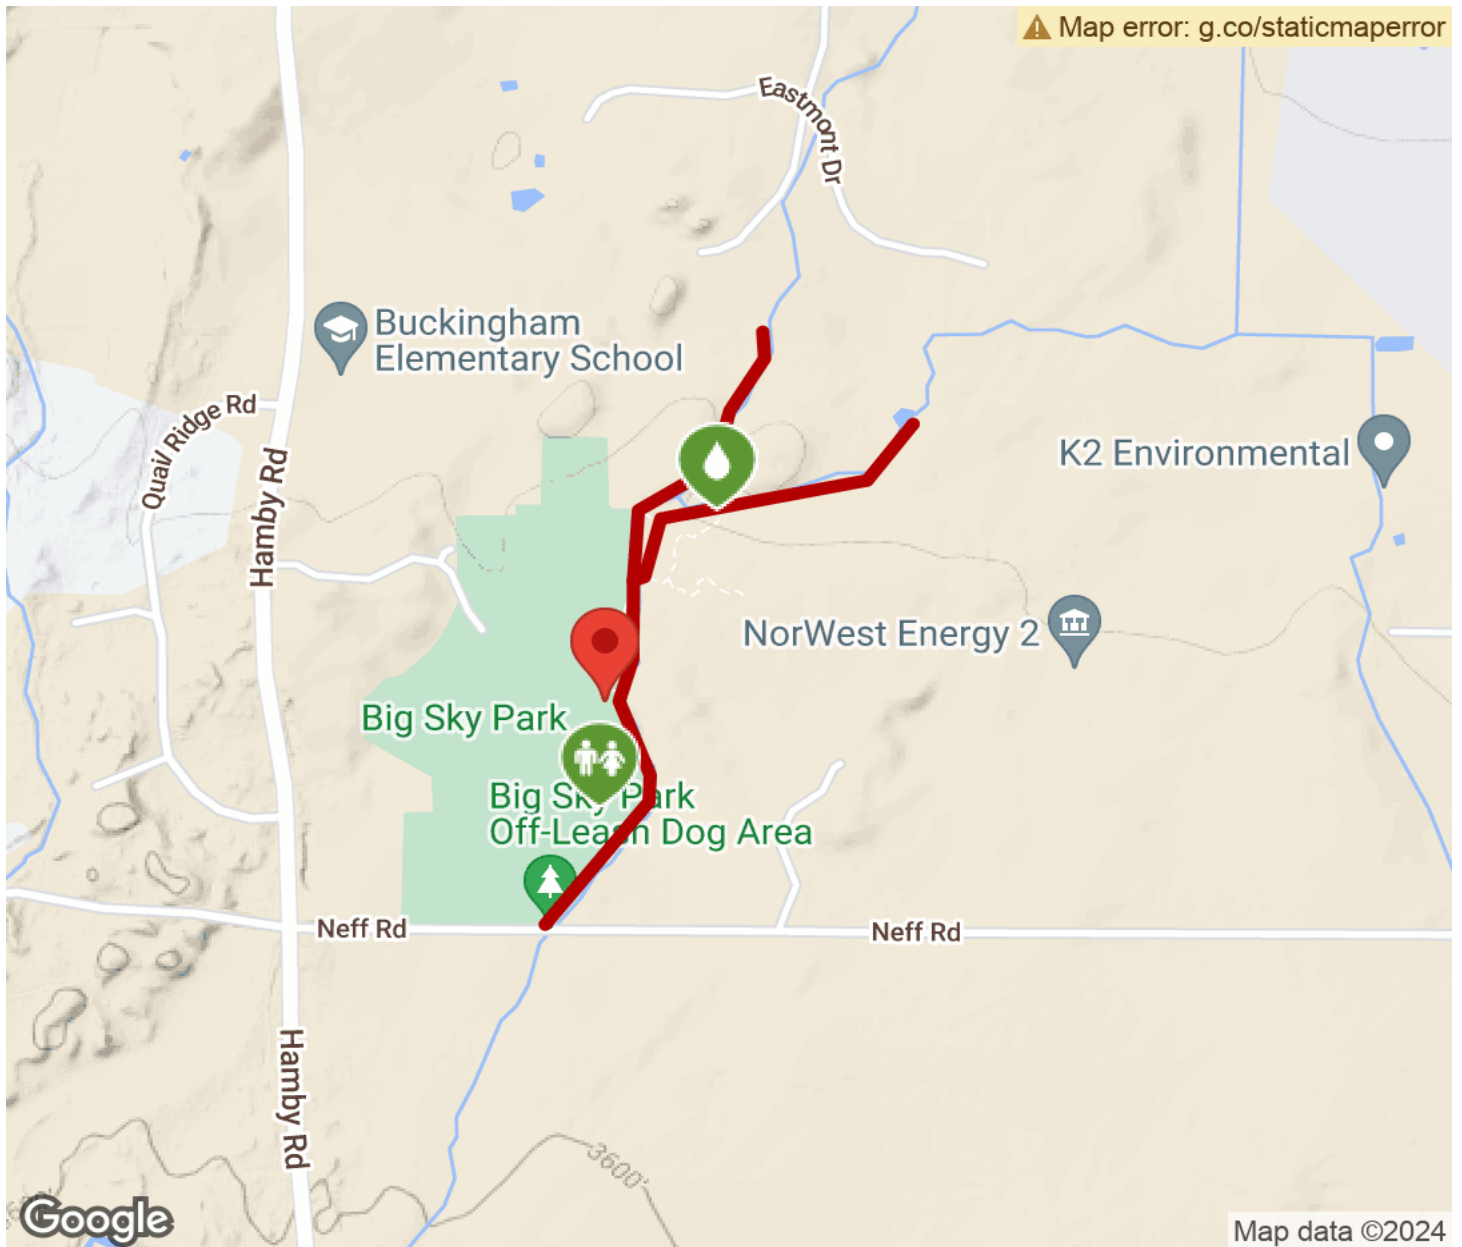 Map error: g.co/staticmaperror
Eastmont Dr
Buckingham
Elementary School
Quail Ridge Rd
Hamby Rd
K2 Environmental
NorWest Energy 2
Big Sky Park
Big Sky Park
Off-Leash Dog Area
Neff Rd
Neff Rd
Hamby Rd
3600'
3600'
Google
Map data ©2024